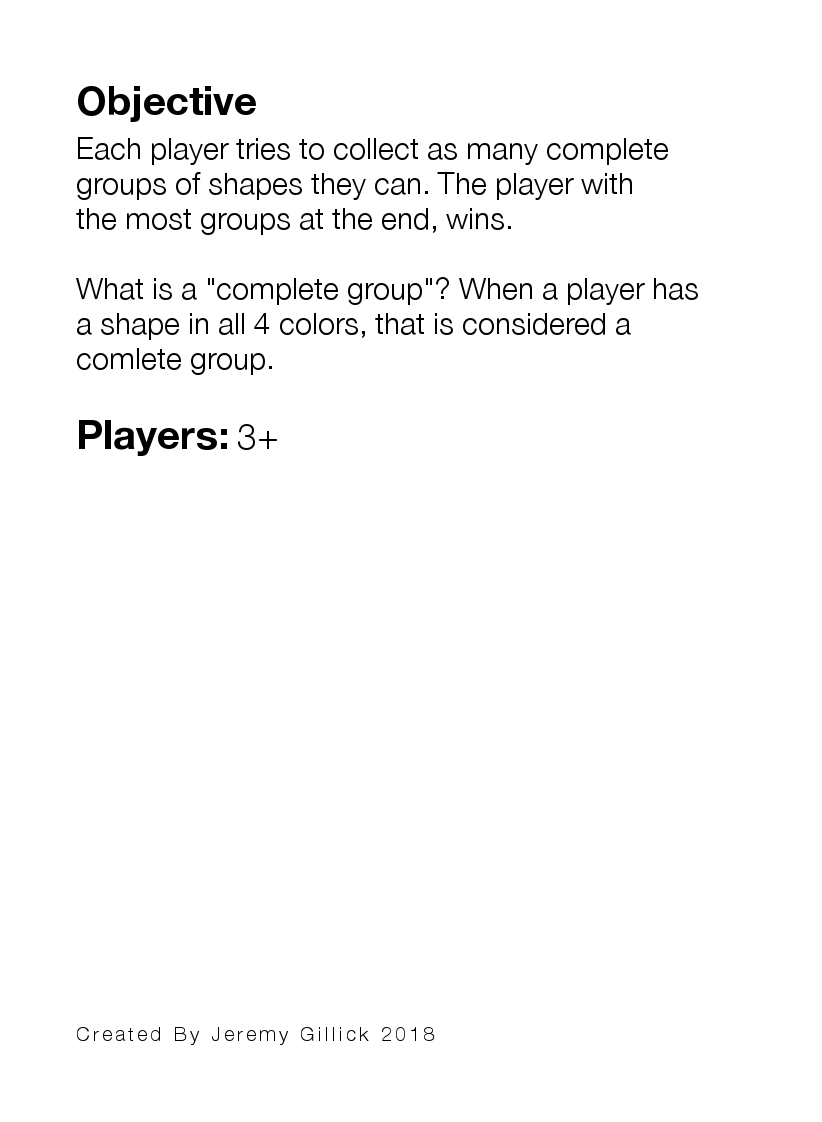 Objective
Each player tries to collect as many complete
groups of shapes they can. The player with
the most groups at the end, wins.
What is a "complete group"? When a player has
a shape in all 4 colors, that is considered a
comlete group.
Players: 3+
Created By Jeremy Gillick 2018